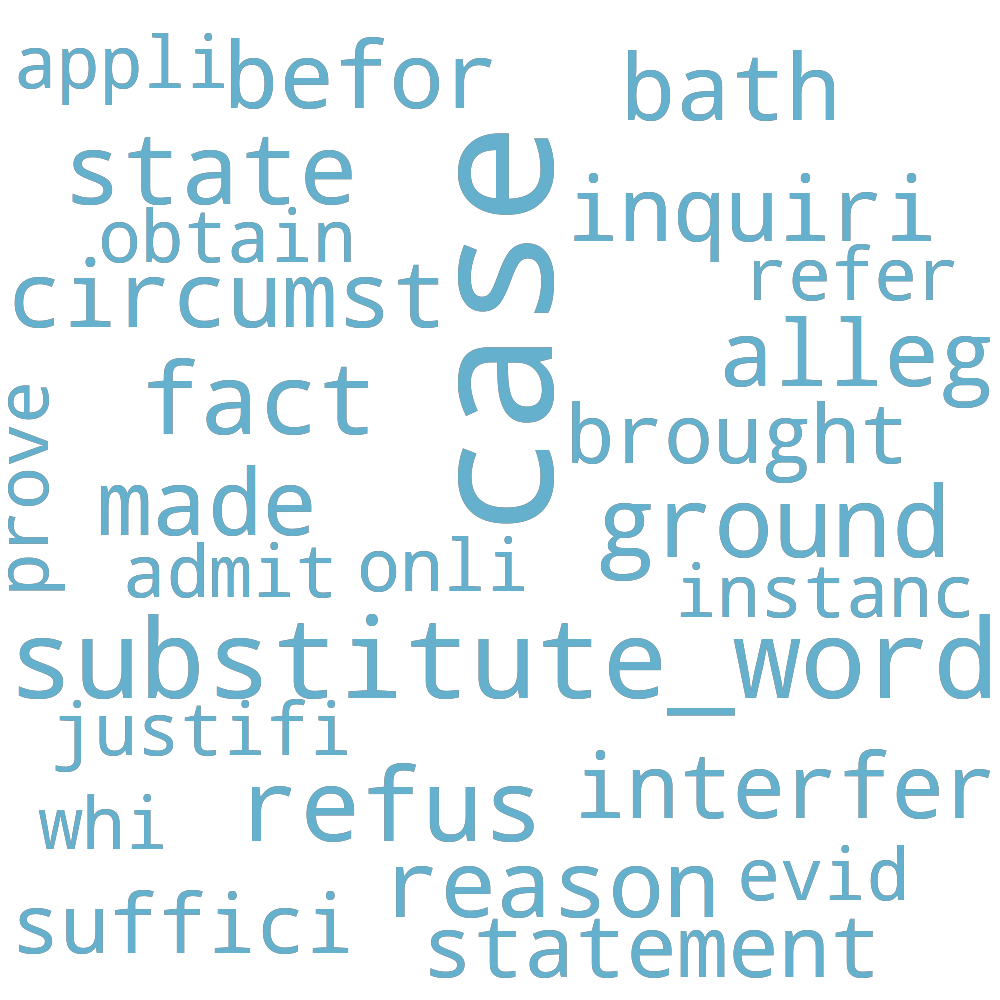 appli
befor
bath
state
case
inquiri
obtain
refer
circumst
alleg
fact
prove
brought
made
ground
admit
onli
instanc
substitute_word
justifi
interfer
refus
whi
reason
evid
suffici
statement